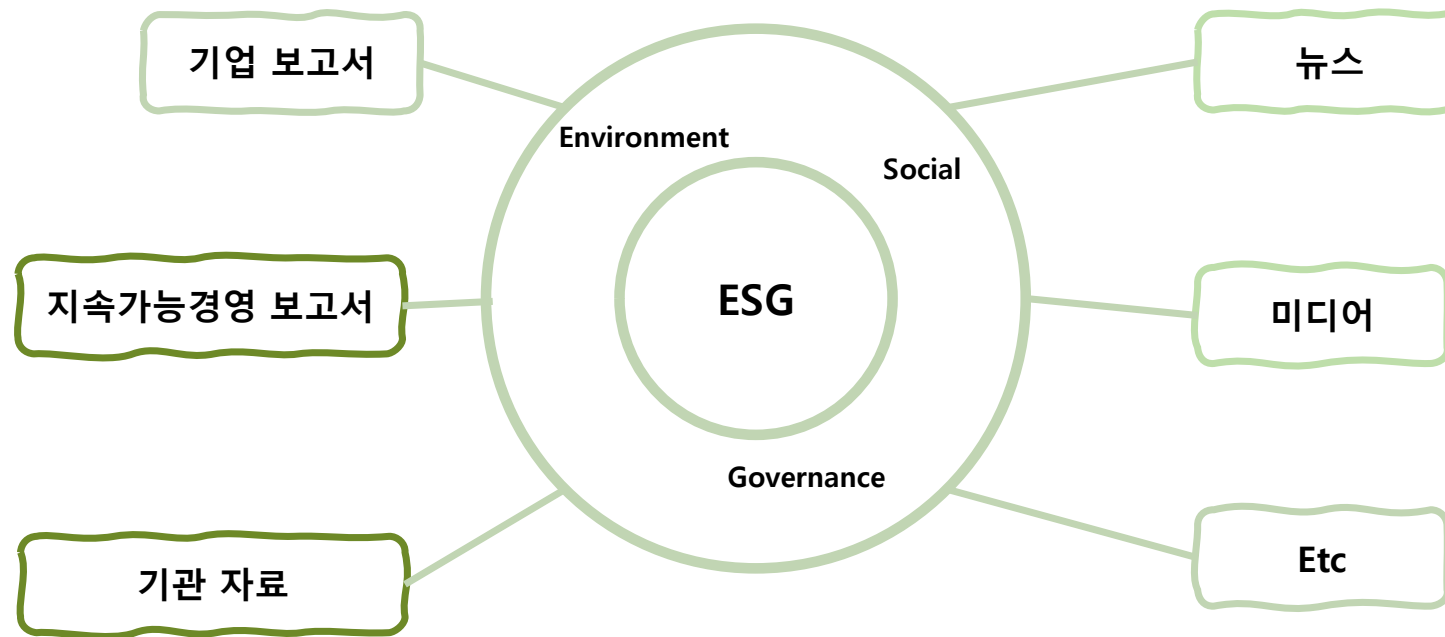 기업 보고서
뉴스
Environment
Social
지속가능경영 보고서
ESG
미디어
Governance
기관 자료
Etc